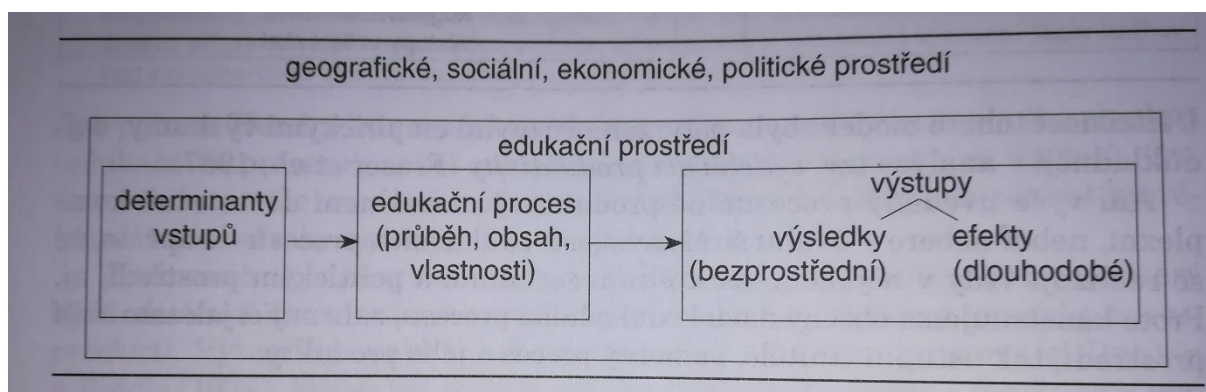 geografické, sociální, ekonomické, politické prostředí
edukační prostředí
determinanty
vstupů
edukační proces
(průběh, obsah,
vlastnosti)
výstupy
výsledky
(bezprostřední)
efekty
(dlouhodobé)